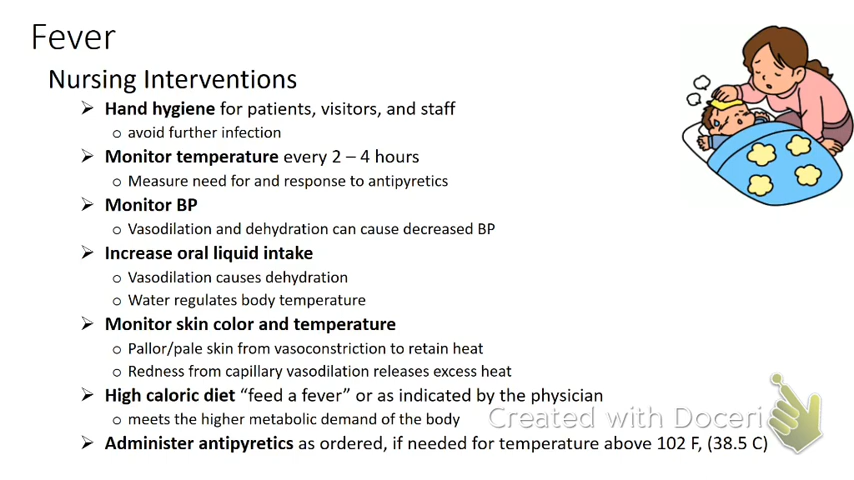 Fever
Nursing Interventions
➢ Hand hygiene for patients, visitors, and staff
o avoid further infection
➢ Monitor temperature every 2 – 4 hours
o Measure need for and response to antipyretics
➢ Monitor BP
o Vasodilation and dehydration can cause decreased BP
➢ Increase oral liquid intake
o Vasodilation causes dehydration
o Water regulates body temperature
➢ Monitor skin color and temperature
o Pallor/pale skin from vasoconstriction to retain heat
o Redness from capillary vasodilation releases excess heat
➢ High caloric diet “feed a fever” or as indicated by the physician
o meets the higher metabolic demand of the body
Created with Doceri
➢ Administer antipyretics as ordered, if needed for temperature above 102 F, (38.5 C)